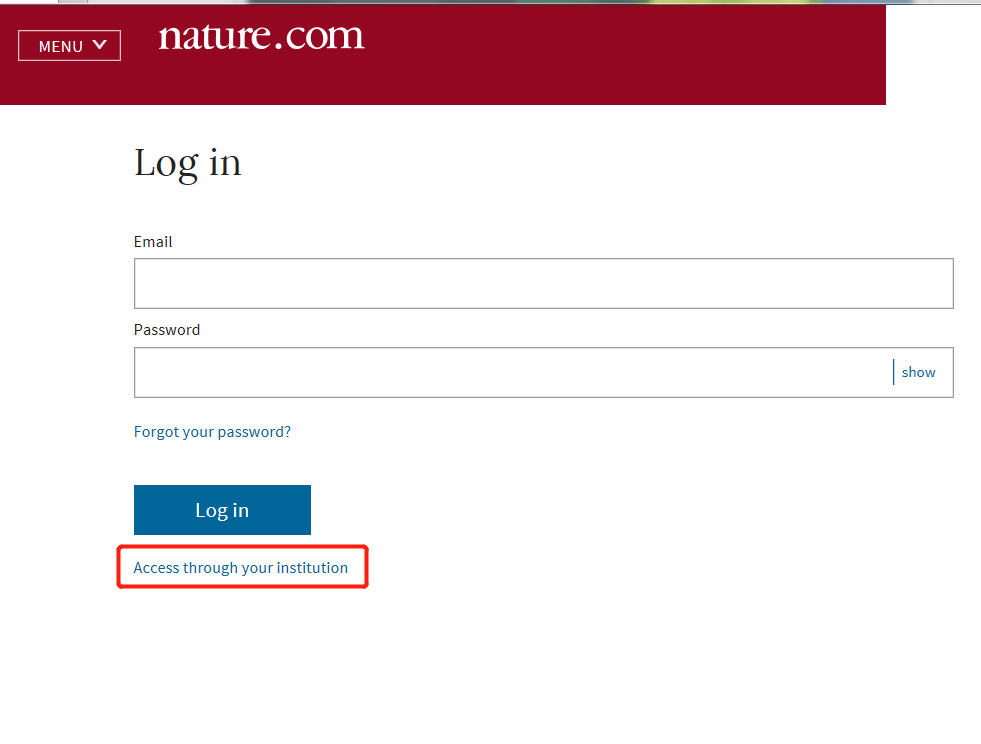 MENU
nature.com
Log in
Email
Password
show
Forgot your password?
Log in
Access through your institution